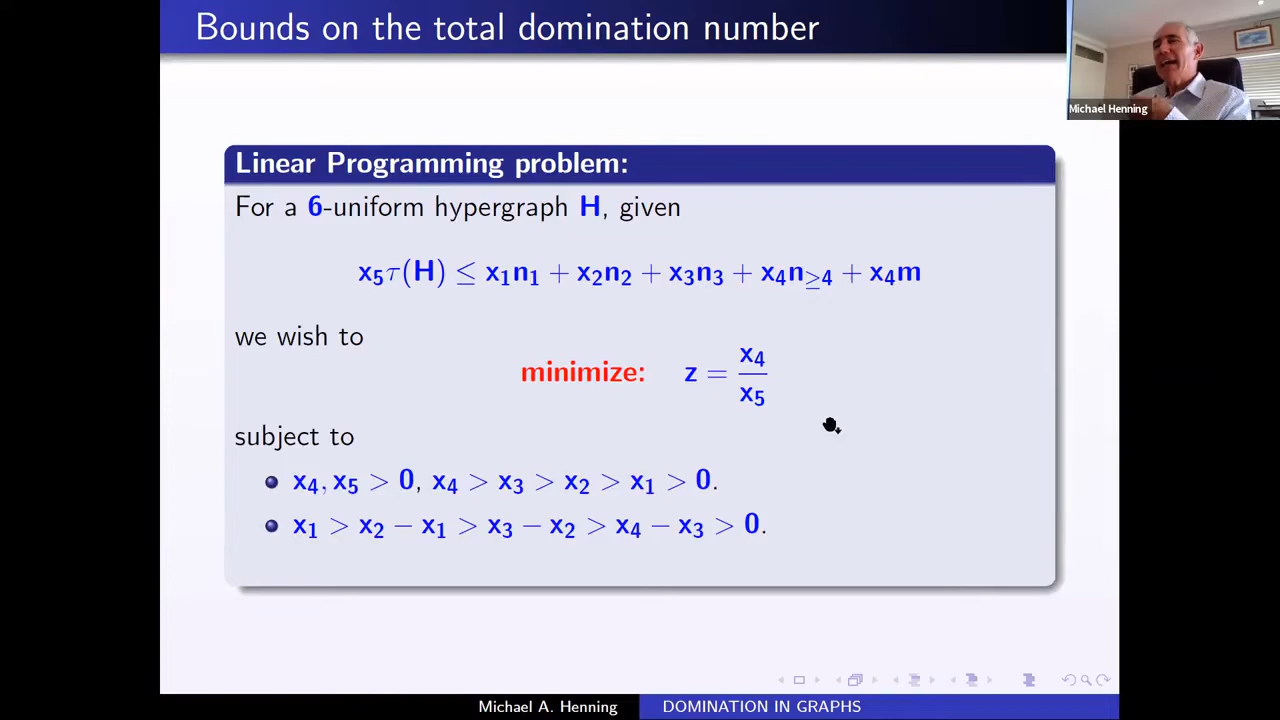 Bounds on the total domination number
Michael Henning
Linear Programming problem:
For a 6-uniform hypergraph H, given
x₅τ(H) ≤ x₁n₁ + x₂n₂ + x₃n₃ + x₄n≥₄ + x₄m
we wish to
minimize: z = x₄/x₅
subject to
x₄, x₅ > 0, x₄ > x₃ > x₂ > x₁ > 0.
x₁ > x₂ − x₁ > x₃ − x₂ > x₄ − x₃ > 0.
Michael A. Henning DOMINATION IN GRAPHS